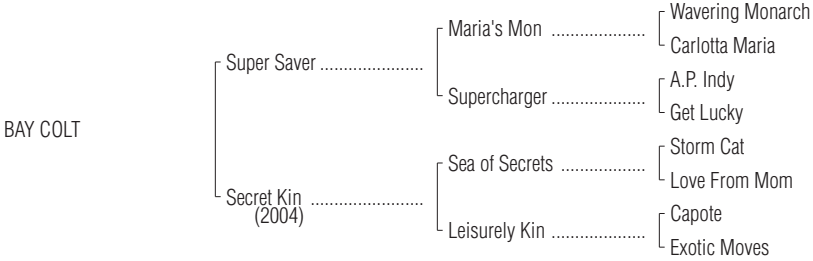 Wavering Monarch
Maria's Mon ....................
Carlotta Maria
Super Saver ......................
A.P. Indy
Supercharger ....................
Get Lucky
BAY COLT
Storm Cat
Sea of Secrets ..................
Love From Mom
Secret Kin ........................
(2004)
Capote
Leisurely Kin ....................
Exotic Moves